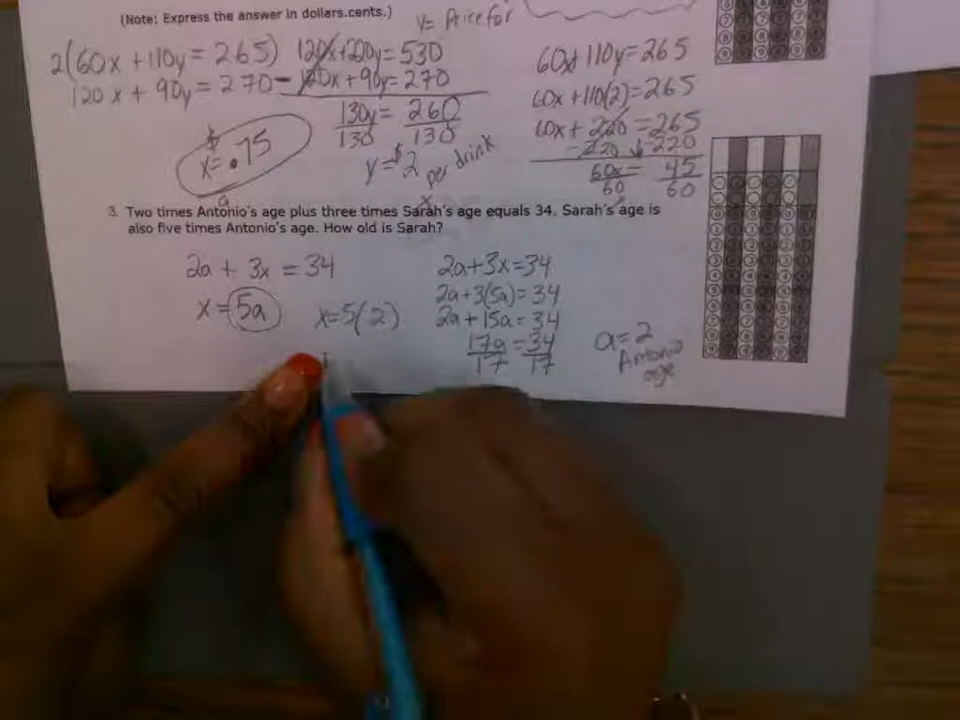 (Note: Express the answer in dollars.cents.)
y= Price for
2(60x + 110y = 265)
120x + 90y = 270
120x + 200y = 530
- 120x + 90y = 270
130y = 260
130 130
y = $2 per drink
$
x = .75
60x + 110y = 265
60x + 110(2) = 265
60x + 220 = 265
- 220 - 220
60x = 45
60 60
a x
3. Two times Antonio's age plus three times Sarah's age equals 34. Sarah's age is
also five times Antonio's age. How old is Sarah?
2a + 3x = 34
x = 5a
x = 5(2)
2a + 3x = 34
2a + 3(5a) = 34
2a + 15a = 34
17a = 34
17 17
a = 2
Antonio
age